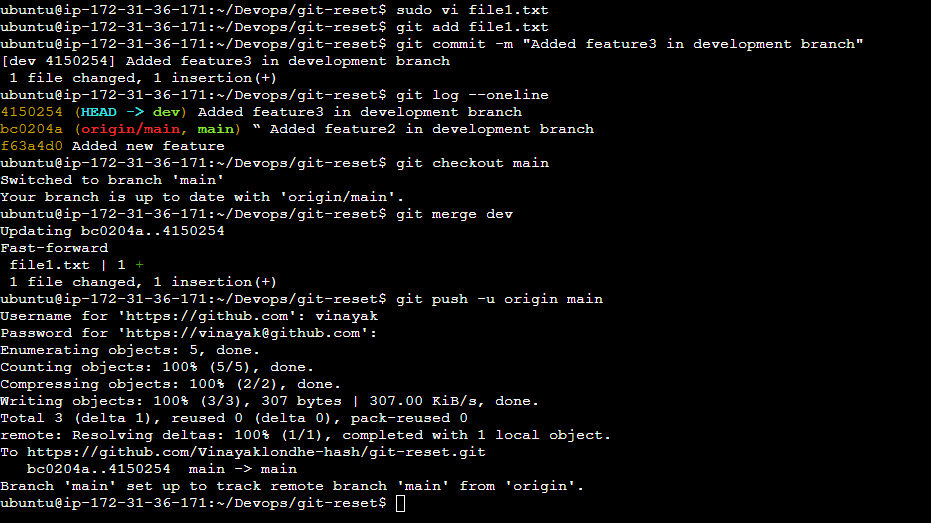 ubuntu@ip-172-31-36-171:~/Devops/git-reset$ sudo vi file1.txt
ubuntu@ip-172-31-36-171:~/Devops/git-reset$ git add file1.txt
ubuntu@ip-172-31-36-171:~/Devops/git-reset$ git commit -m "Added feature3 in development branch"
[dev 4150254] Added feature3 in development branch
 1 file changed, 1 insertion(+)
ubuntu@ip-172-31-36-171:~/Devops/git-reset$ git log --oneline
4150254 (HEAD -> dev) Added feature3 in development branch
bc0204a (origin/main, main) “ Added feature2 in development branch
f63a4d0 Added new feature
ubuntu@ip-172-31-36-171:~/Devops/git-reset$ git checkout main
Switched to branch 'main'
Your branch is up to date with 'origin/main'.
ubuntu@ip-172-31-36-171:~/Devops/git-reset$ git merge dev
Updating bc0204a..4150254
Fast-forward
 file1.txt | 1 +
 1 file changed, 1 insertion(+)
ubuntu@ip-172-31-36-171:~/Devops/git-reset$ git push -u origin main
Username for 'https://github.com': vinayak
Password for 'https://vinayak@github.com':
Enumerating objects: 5, done.
Counting objects: 100% (5/5), done.
Compressing objects: 100% (2/2), done.
Writing objects: 100% (3/3), 307 bytes | 307.00 KiB/s, done.
Total 3 (delta 1), reused 0 (delta 0), pack-reused 0
remote: Resolving deltas: 100% (1/1), completed with 1 local object.
To https://github.com/Vinayaklondhe-hash/git-reset.git
   bc0204a..4150254  main -> main
Branch 'main' set up to track remote branch 'main' from 'origin'.
ubuntu@ip-172-31-36-171:~/Devops/git-reset$